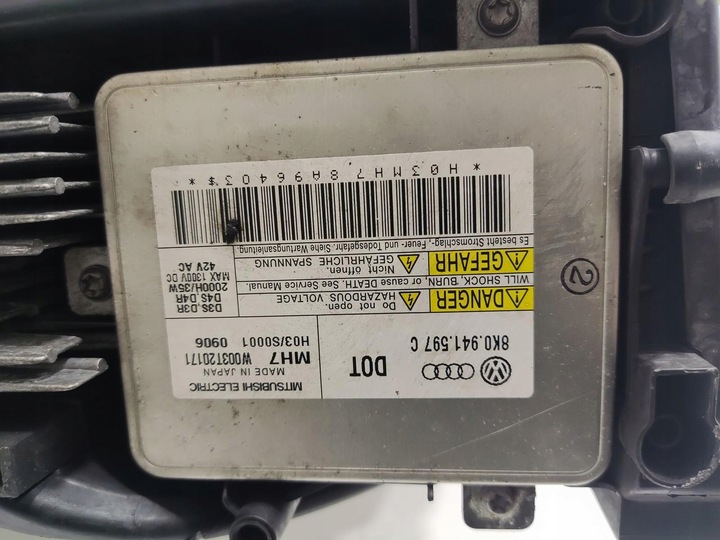 8K0.941.597 C
DOT
MITSUBISHI ELECTRIC
MADE IN JAPAN
MH7 W003T20171
H03/S0001 0906
DANGER
Do not open.
HAZARDOUS VOLTAGE
WILL SHOCK, BURN, or cause DEATH. See Service Manual.
GEFAHR
Nicht öffnen.
GEFÄHRLICHE SPANNUNG
Es besteht Stromschlag-, Feuer- und Todesgefahr. Siehe Wartungsanleitung
D3S,D3R
D4S,D4R
2000H/35W
MAX 1300V DC
42V AC
*H03MH78A96403$*
2